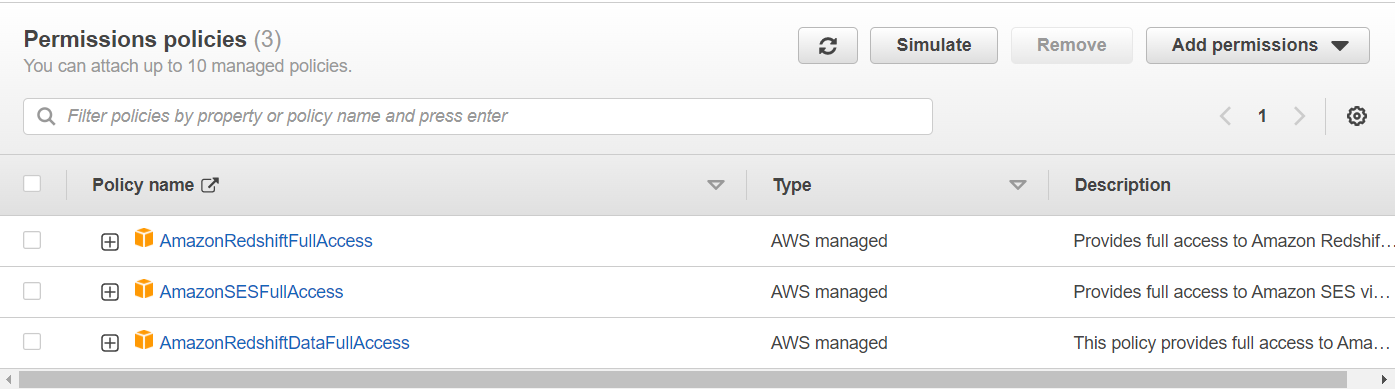 Permissions policies (3)
You can attach up to 10 managed policies.
Simulate
Remove
Add permissions
Filter policies by property or policy name and press enter
1
Policy name
Type
Description
AmazonRedshiftFullAccess AWS managed Provides full access to Amazon Redshif…
AmazonSESFullAccess AWS managed Provides full access to Amazon SES vi…
AmazonRedshiftDataFullAccess AWS managed This policy provides full access to Ama…